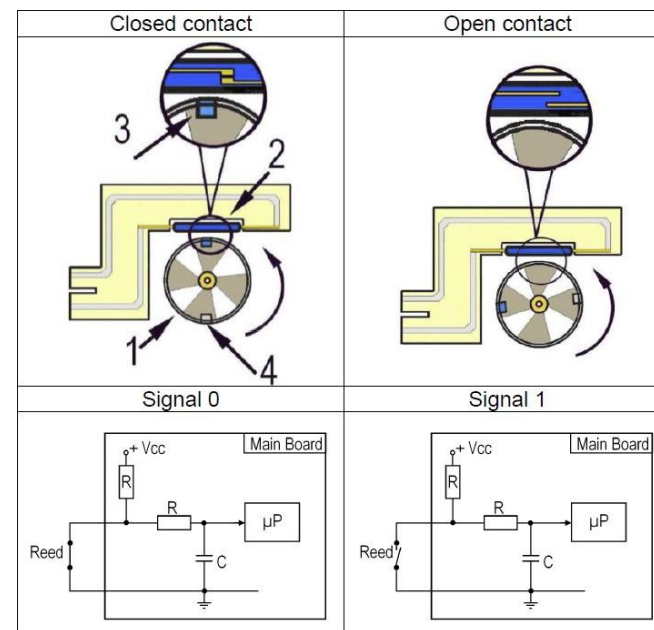 Closed contact
Open contact
3
2
1
4
Signal 0
Signal 1
+ Vcc
Main Board
R
R
µP
Reed
C
+ Vcc
Main Board
R
R
µP
Reed
C